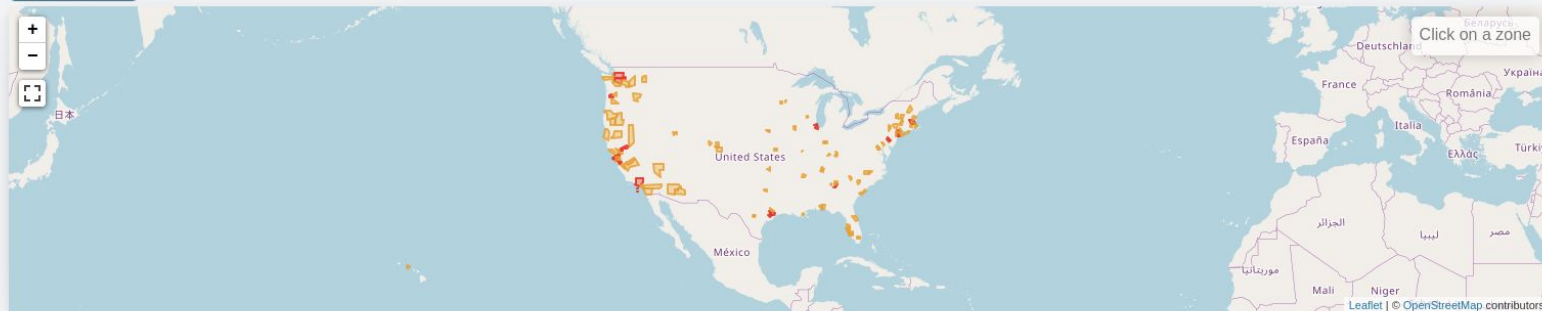 +
−
Click on a zone
Беларусь
Deutschland
France
Україна
România
日本
Italia
España
Ελλάς
Türki
United States
México
الجزائر
ليبيا
مصر
موريتانيا
Mali
Niger
Leaflet | © OpenStreetMap contributors